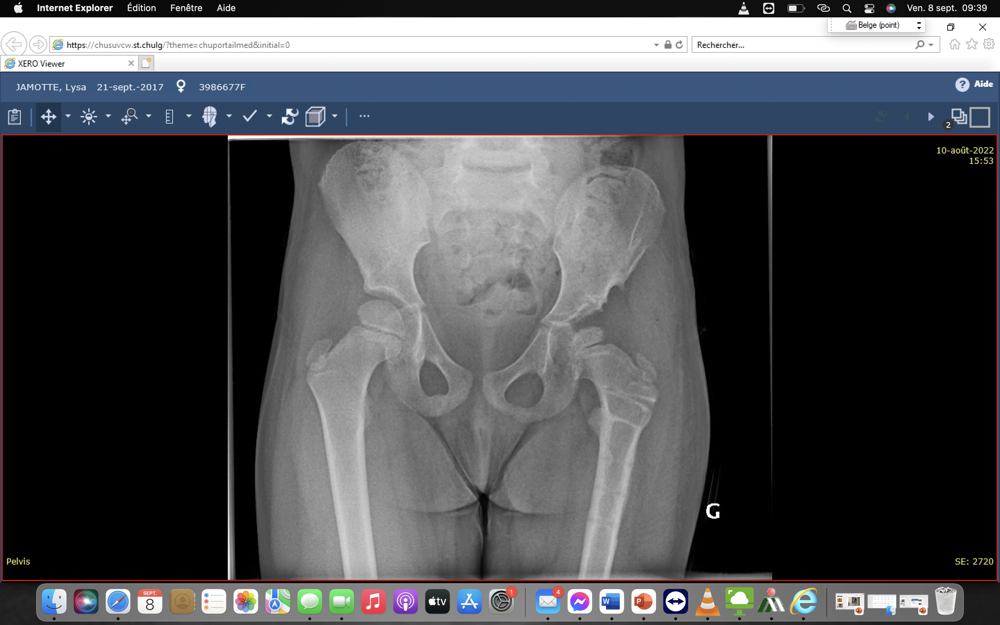 Internet Explorer Édition Fenêtre Aide Ven. 8 sept. 09:39
Belge (point)
https://chusuvcw.st.chulg/?theme=chuportailmed&initial=0 Rechercher...
XERO Viewer
JAMOTTE, Lysa 21-sept.-2017 ♀ 3986677F ? Aide
... 2
10-août-2022
15:53
G
Pelvis SE: 2720
SEPT.
8
tv
1
4
W
P